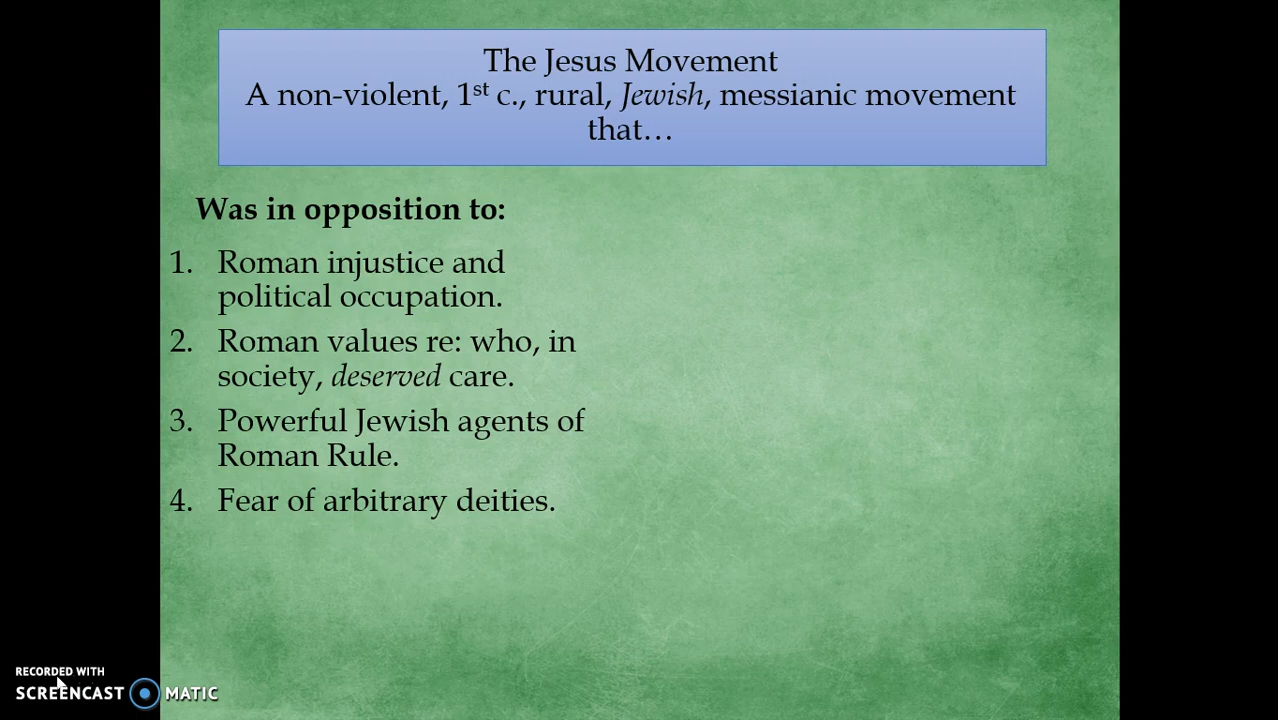 The Jesus Movement
A non-violent, 1st c., rural, Jewish, messianic movement
that…
Was in opposition to:
1. Roman injustice and
political occupation.
2. Roman values re: who, in
society, deserved care.
3. Powerful Jewish agents of
Roman Rule.
4. Fear of arbitrary deities.
RECORDED WITH
SCREENCAST MATIC